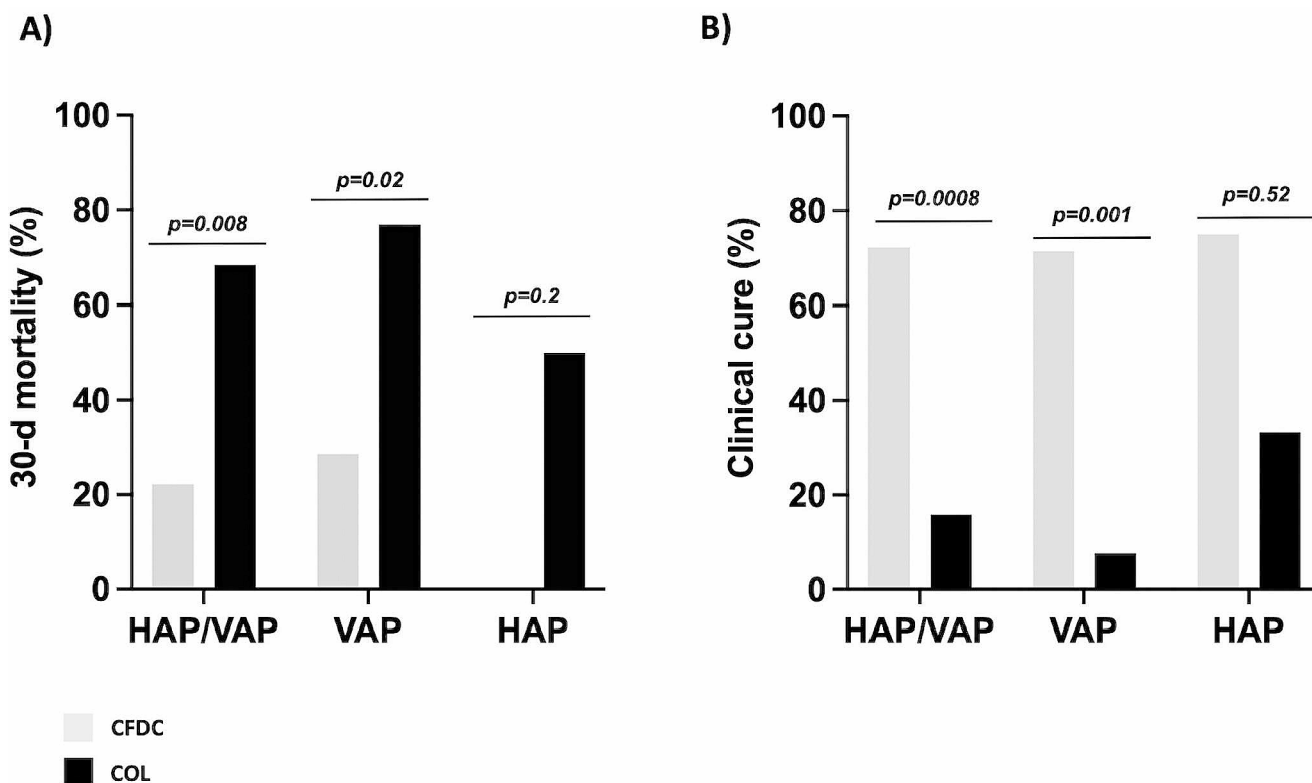 A)
30-d mortality (%)
100
80
60
40
20
0
p=0.008
p=0.02
p=0.2
HAP/VAP
VAP
HAP
B)
Clinical cure (%)
100
80
60
40
20
0
p=0.0008
p=0.001
p=0.52
HAP/VAP
VAP
HAP
CFDC
COL